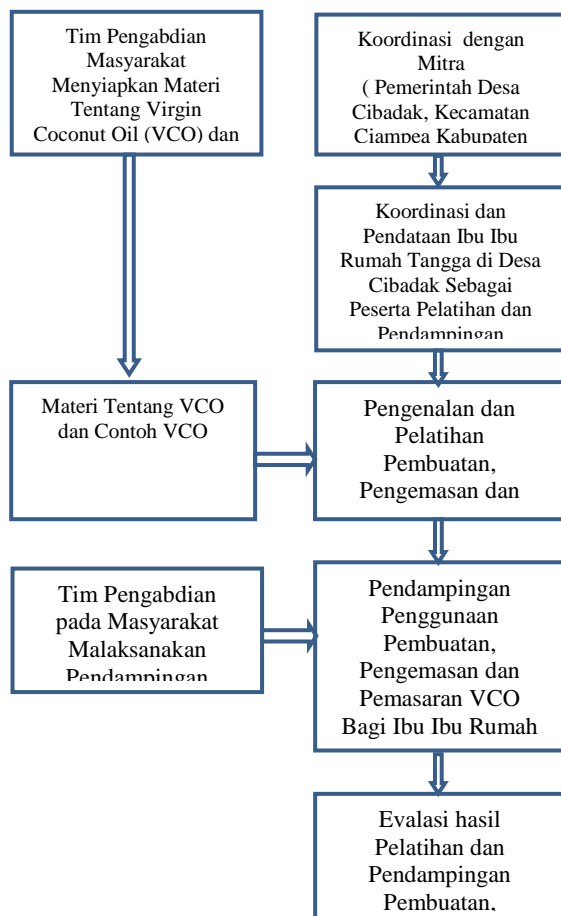 Tim Pengabdian
Masyarakat
Menyiapkan Materi
Tentang Virgin
Coconut Oil (VCO) dan
Koordinasi dengan
Mitra
( Pemerintah Desa
Cibadak, Kecamatan
Ciampea Kabupaten
Koordinasi dan
Pendataan Ibu Ibu
Rumah Tangga di Desa
Cibadak Sebagai
Peserta Pelatihan dan
Pendampingan
Materi Tentang VCO
dan Contoh VCO
Pengenalan dan
Pelatihan
Pembuatan,
Pengemasan dan
Tim Pengabdian
pada Masyarakat
Malaksanakan
Pendampingan
Pendampingan
Penggunaan
Pembuatan,
Pengemasan dan
Pemasaran VCO
Bagi Ibu Ibu Rumah
Evalasi hasil
Pelatihan dan
Pendampingan
Pembuatan,